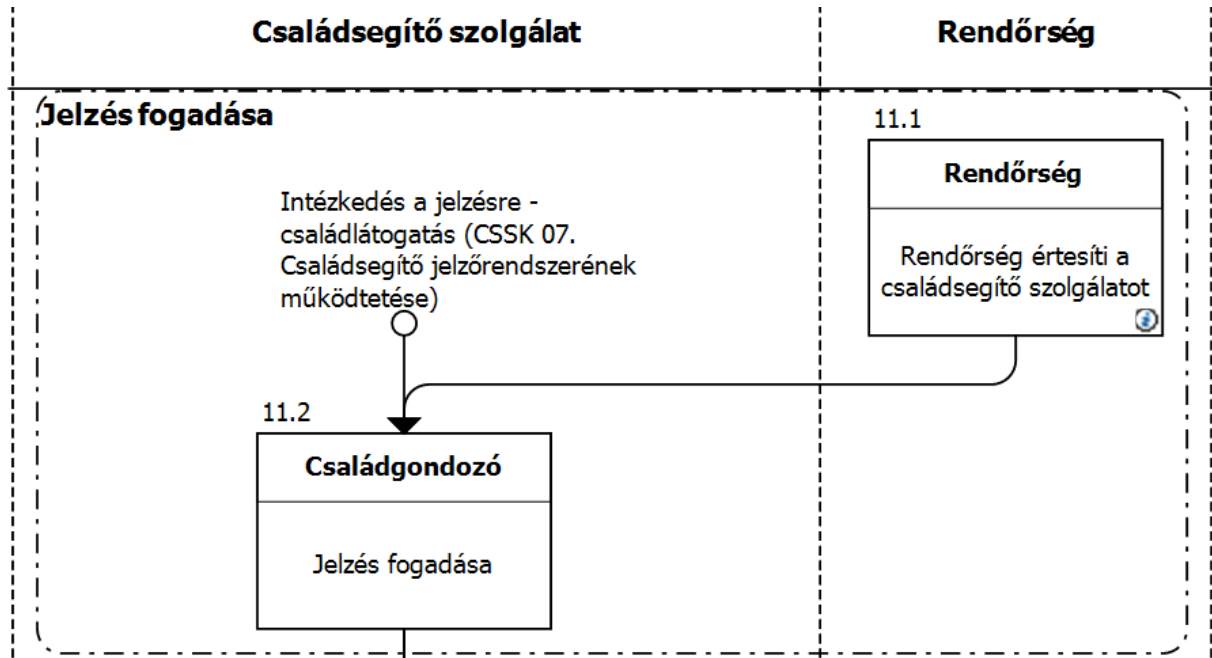 Családsegítő szolgálat
Rendőrség
Jelzés fogadása
11.1
Rendőrség
Rendőrség értesíti a
családsegítő szolgálatot
Intézkedés a jelzésre -
családlátogatás (CSSK 07.
Családsegítő jelzőrendszerének
működtetése)
11.2
Családgondozó
Jelzés fogadása